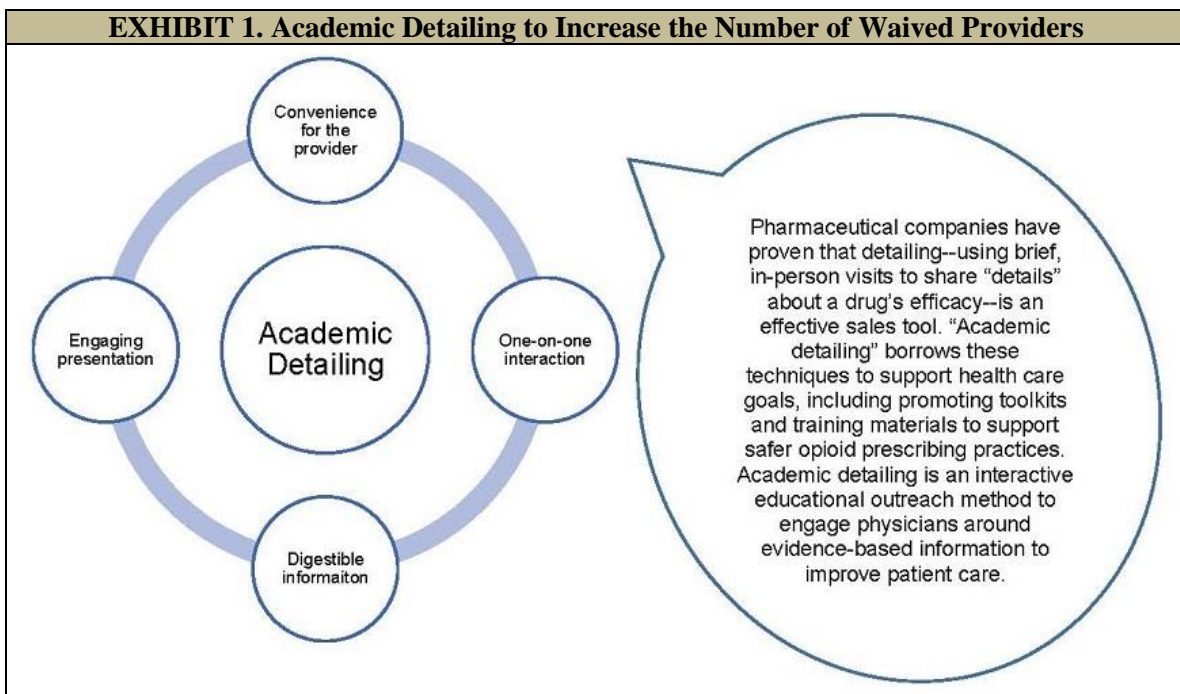 EXHIBIT 1. Academic Detailing to Increase the Number of Waived Providers
Convenience
for the
provider
Engaging
presentation
Academic
Detailing
One-on-one
interaction
Digestible
informaiton
Pharmaceutical companies have
proven that detailing--using brief,
in-person visits to share “details”
about a drug's efficacy--is an
effective sales tool. “Academic
detailing” borrows these
techniques to support health care
goals, including promoting toolkits
and training materials to support
safer opioid prescribing practices.
Academic detailing is an interactive
educational outreach method to
engage physicians around
evidence-based information to
improve patient care.